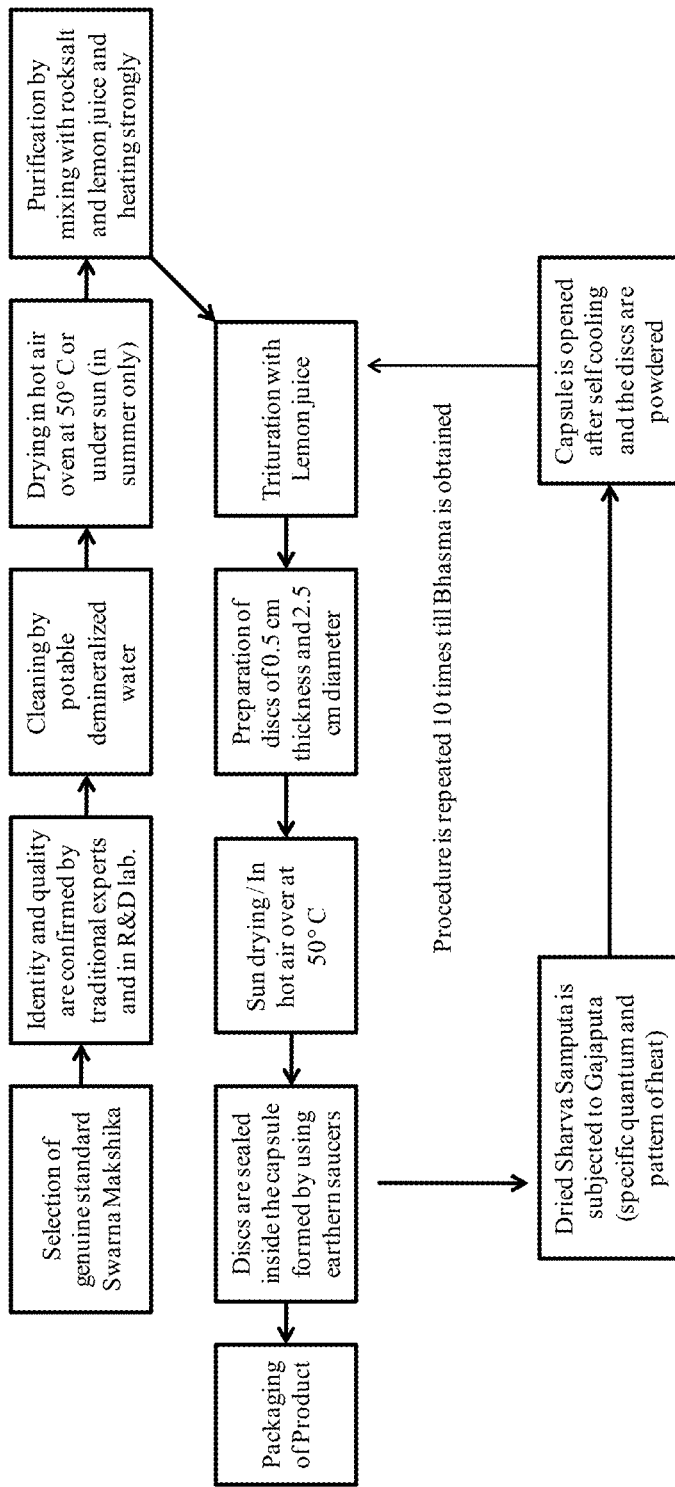 Selection of
genuine standard
Swarna Makshika
Identity and quality
are confirmed by
traditional experts
and in R&D lab.
Cleaning by
potable
demineralized
water
Drying in hot air
oven at 50° C or
under sun (in
summer only)
Purification by
mixing with rocksalt
and lemon juice and
heating strongly
Trituration with
Lemon juice
Preparation of
discs of 0.5 cm
thickness and 2.5
cm diameter
Sun drying / In
hot air over at
50° C
Discs are sealed
inside the capsule
formed by using
earthern saucers
Packaging
of Product
Procedure is repeated 10 times till Bhasma is obtained
Dried Sharva Samputa is
subjected to Gajaputa
(specific quantum and
pattern of heat)
Capsule is opened
after self cooling
and the discs are
powdered